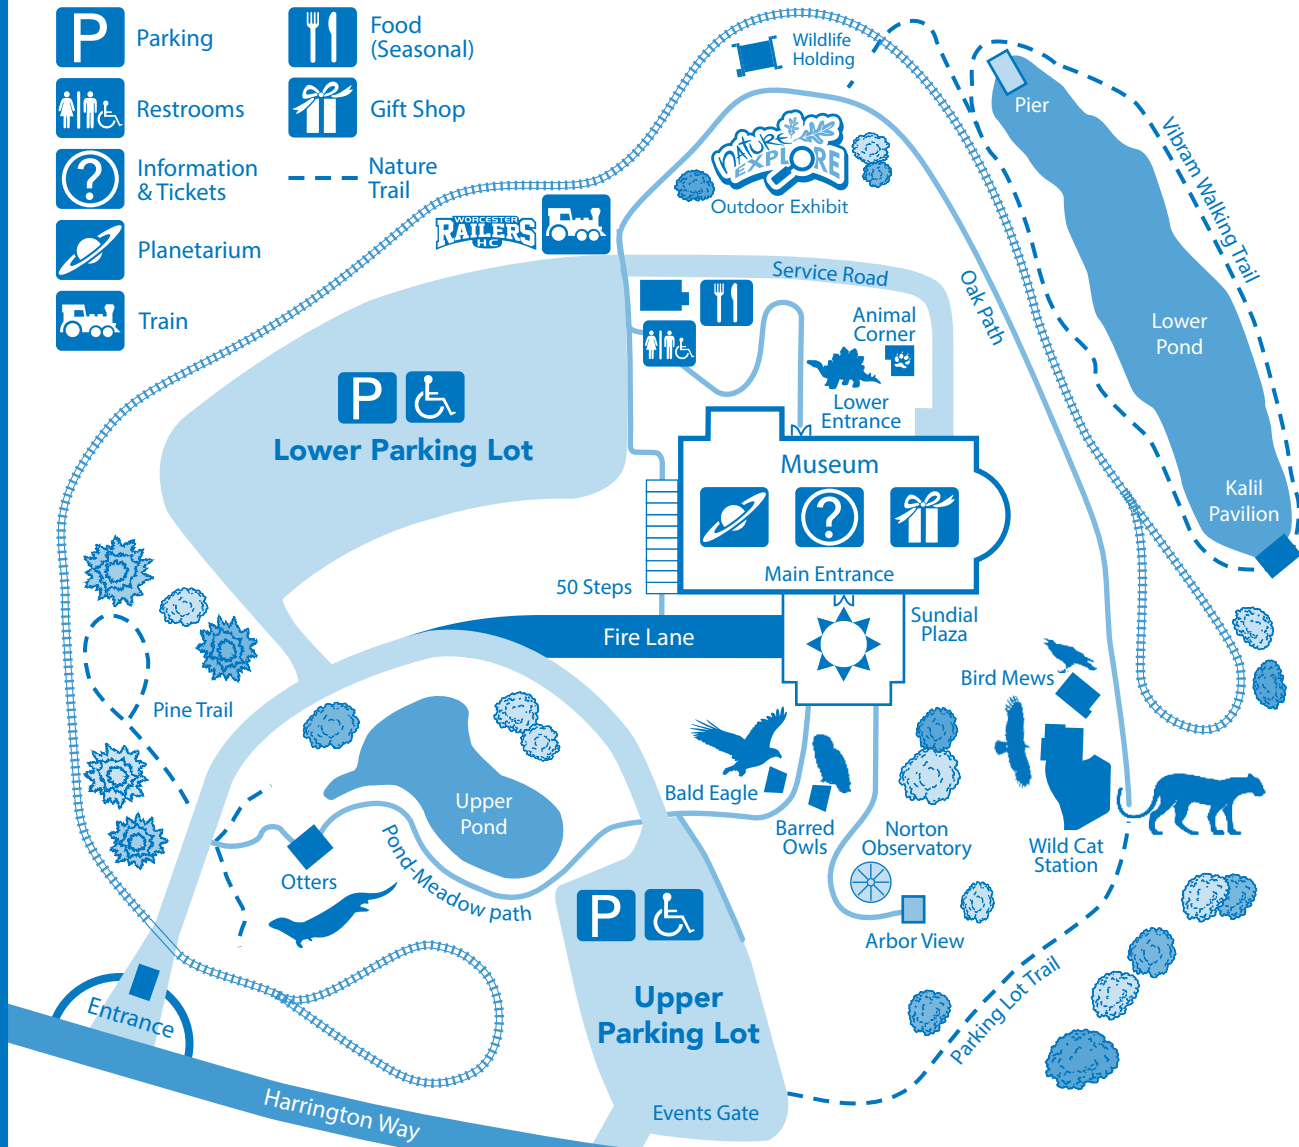 P Parking
Food
(Seasonal)
Restrooms
Gift Shop
?
Information
& Tickets
Nature
Trail
Planetarium
Train
Wildlife
Holding
NATURE
EXPLORE
Outdoor Exhibit
Pier
Vibram Walking Trail
WORCESTER
RAILERS
HC
Service Road
Oak Path
Animal
Corner
Lower
Pond
Lower
Entrance
P
Lower Parking Lot
Museum
?
Kalil
Pavilion
Main Entrance
50 Steps
Fire Lane
Sundial
Plaza
Bird Mews
Pine Trail
Upper
Pond
Bald Eagle
Barred
Owls
Norton
Observatory
Wild Cat
Station
Otters
Pond-Meadow path
P
Arbor View
Upper
Parking Lot
Parking Lot Trail
Entrance
Harrington Way
Events Gate